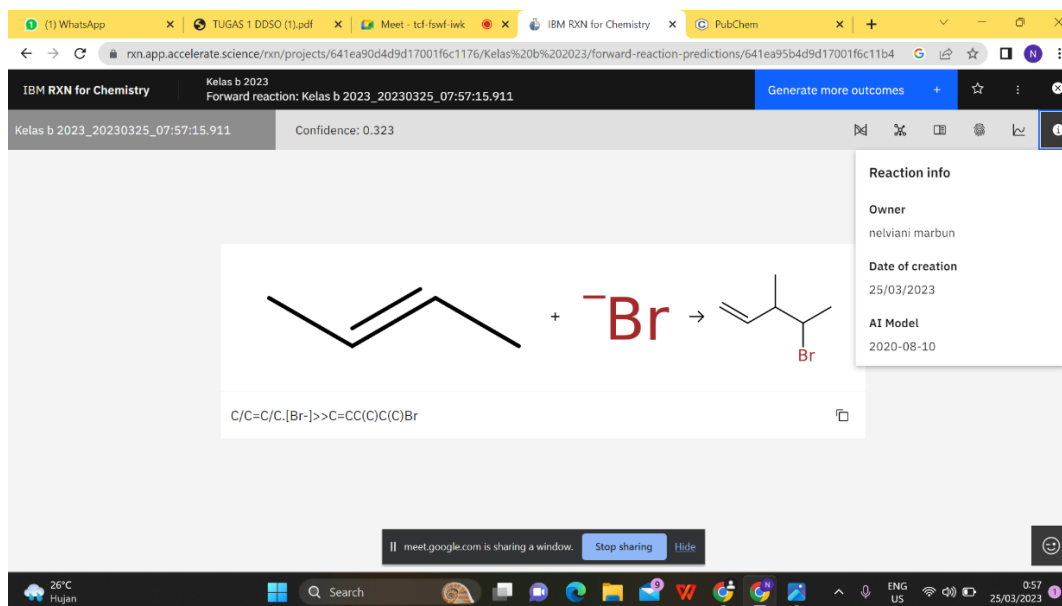 (1) WhatsApp
TUGAS 1 DDSO (1).pdf
Meet - tcf-fswf-iwk
IBM RXN for Chemistry
PubChem
rxn.app.accelerate.science/rxn/projects/641ea90d4d9d17001f6c1176/Kelas%20b%202023/forward-reaction-predictions/641ea95b4d9d17001f6c11b4
N
IBM RXN for Chemistry
Kelas b 2023
Forward reaction: Kelas b 2023_20230325_07:57:15.911
Generate more outcomes +
Kelas b 2023_20230325_07:57:15.911
Confidence: 0.323
Reaction info
Owner
nelviani marbun
Date of creation
25/03/2023
AI Model
2020-08-10
+ ⁻Br →
Br
C/C=C/C.[Br-]>>C=CC(C)C(C)Br
meet.google.com is sharing a window.
Stop sharing
Hide
26°C
Hujan
Search
9
ENG
US
0:57
25/03/2023